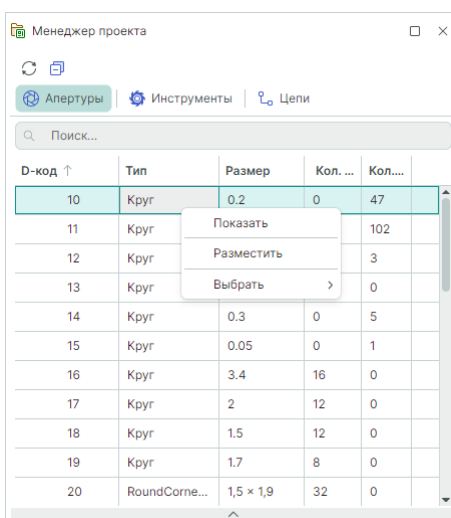 Менеджер проекта
Апертуры Инструменты Цепи
Поиск...
D-код ↑ Тип Размер Кол. ... Кол....
10 Круг 0.2 0 47
11 Круг 102
12 Круг 3
13 Круг 0
14 Круг 0.3 0 5
15 Круг 0.05 0 1
16 Круг 3.4 16 0
17 Круг 2 12 0
18 Круг 1.5 12 0
19 Круг 1.7 8 0
20 RoundCorne... 1,5 × 1,9 32 0
Показать
Разместить
Выбрать